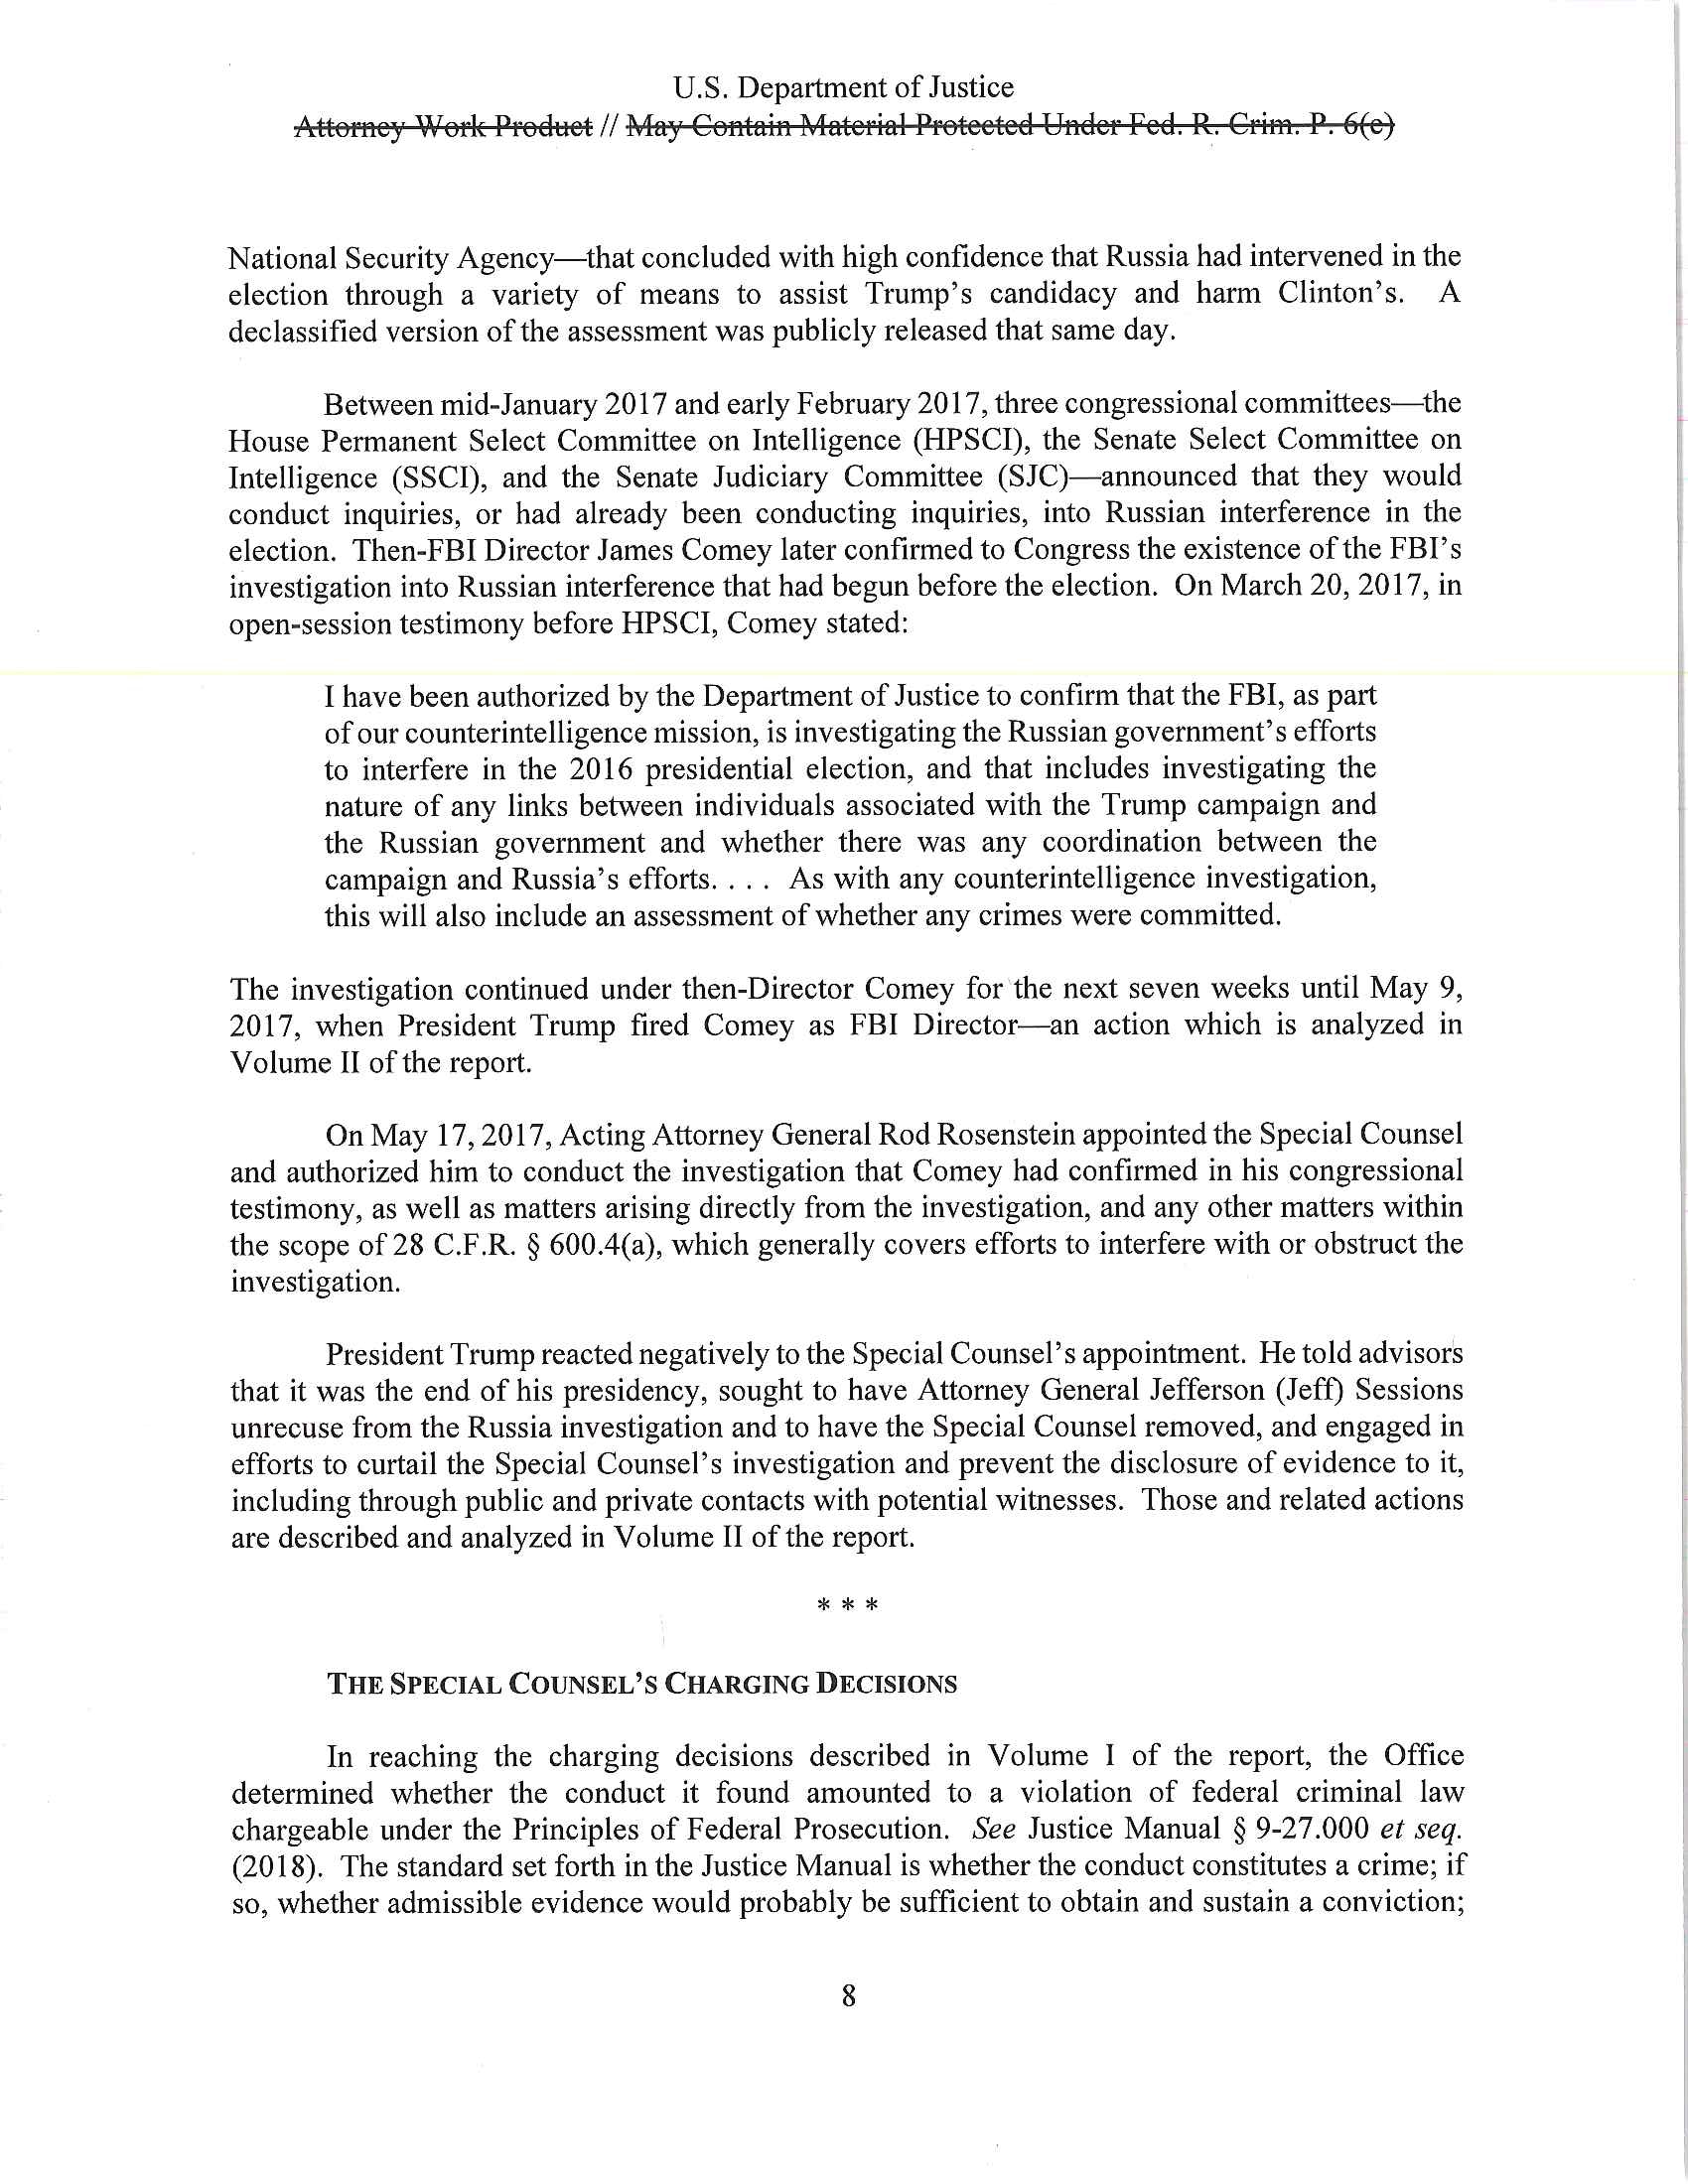 U.S. Department of Justice
Attorney Work Product // May Contain Material Protected Under Fed. R. Crim. P. 6(e)
National Security Agency—that concluded with high confidence that Russia had intervened in the
election through a variety of means to assist Trump's candidacy and harm Clinton's. A
declassified version of the assessment was publicly released that same day.
Between mid-January 2017 and early February 2017, three congressional committees—the
House Permanent Select Committee on Intelligence (HPSCI), the Senate Select Committee on
Intelligence (SSCI), and the Senate Judiciary Committee (SJC)—announced that they would
conduct inquiries, or had already been conducting inquiries, into Russian interference in the
election. Then-FBI Director James Comey later confirmed to Congress the existence of the FBI's
investigation into Russian interference that had begun before the election. On March 20, 2017, in
open-session testimony before HPSCI, Comey stated:
I have been authorized by the Department of Justice to confirm that the FBI, as part
of our counterintelligence mission, is investigating the Russian government's efforts
to interfere in the 2016 presidential election, and that includes investigating the
nature of any links between individuals associated with the Trump campaign and
the Russian government and whether there was any coordination between the
campaign and Russia's efforts. . . . As with any counterintelligence investigation,
this will also include an assessment of whether any crimes were committed.
The investigation continued under then-Director Comey for the next seven weeks until May 9,
2017, when President Trump fired Comey as FBI Director—an action which is analyzed in
Volume II of the report.
On May 17, 2017, Acting Attorney General Rod Rosenstein appointed the Special Counsel
and authorized him to conduct the investigation that Comey had confirmed in his congressional
testimony, as well as matters arising directly from the investigation, and any other matters within
the scope of 28 C.F.R. § 600.4(a), which generally covers efforts to interfere with or obstruct the
investigation.
President Trump reacted negatively to the Special Counsel's appointment. He told advisors
that it was the end of his presidency, sought to have Attorney General Jefferson (Jeff) Sessions
unrecuse from the Russia investigation and to have the Special Counsel removed, and engaged in
efforts to curtail the Special Counsel's investigation and prevent the disclosure of evidence to it,
including through public and private contacts with potential witnesses. Those and related actions
are described and analyzed in Volume II of the report.
* * *
THE SPECIAL COUNSEL'S CHARGING DECISIONS
In reaching the charging decisions described in Volume I of the report, the Office
determined whether the conduct it found amounted to a violation of federal criminal law
chargeable under the Principles of Federal Prosecution. See Justice Manual § 9-27.000 et seq.
(2018). The standard set forth in the Justice Manual is whether the conduct constitutes a crime; if
so, whether admissible evidence would probably be sufficient to obtain and sustain a conviction;
8